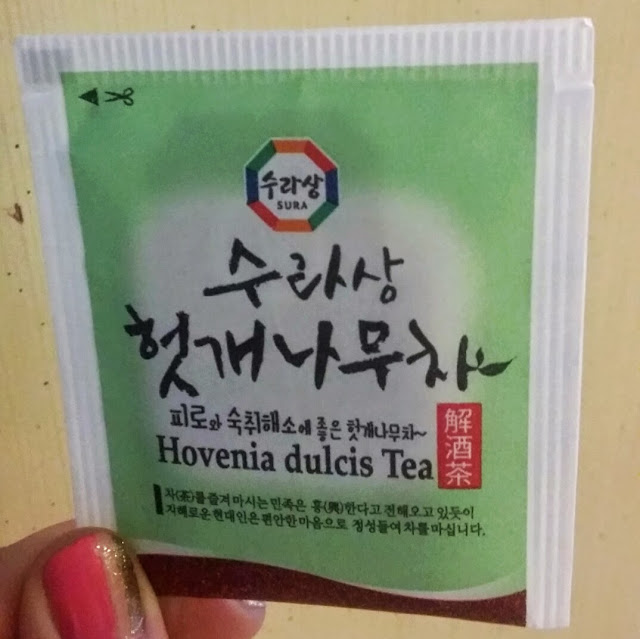 수라상
SURA
수라상
헛개나무차
피로와 숙취해소에 좋은 헛개나무차~
Hovenia dulcis Tea
解酒茶
차(茶)를 즐겨 마시는 민족은 흥(興)한다고 전해오고 있듯이
지혜로운 현대인은 편안한 마음으로 정성들여 차를 마십니다.